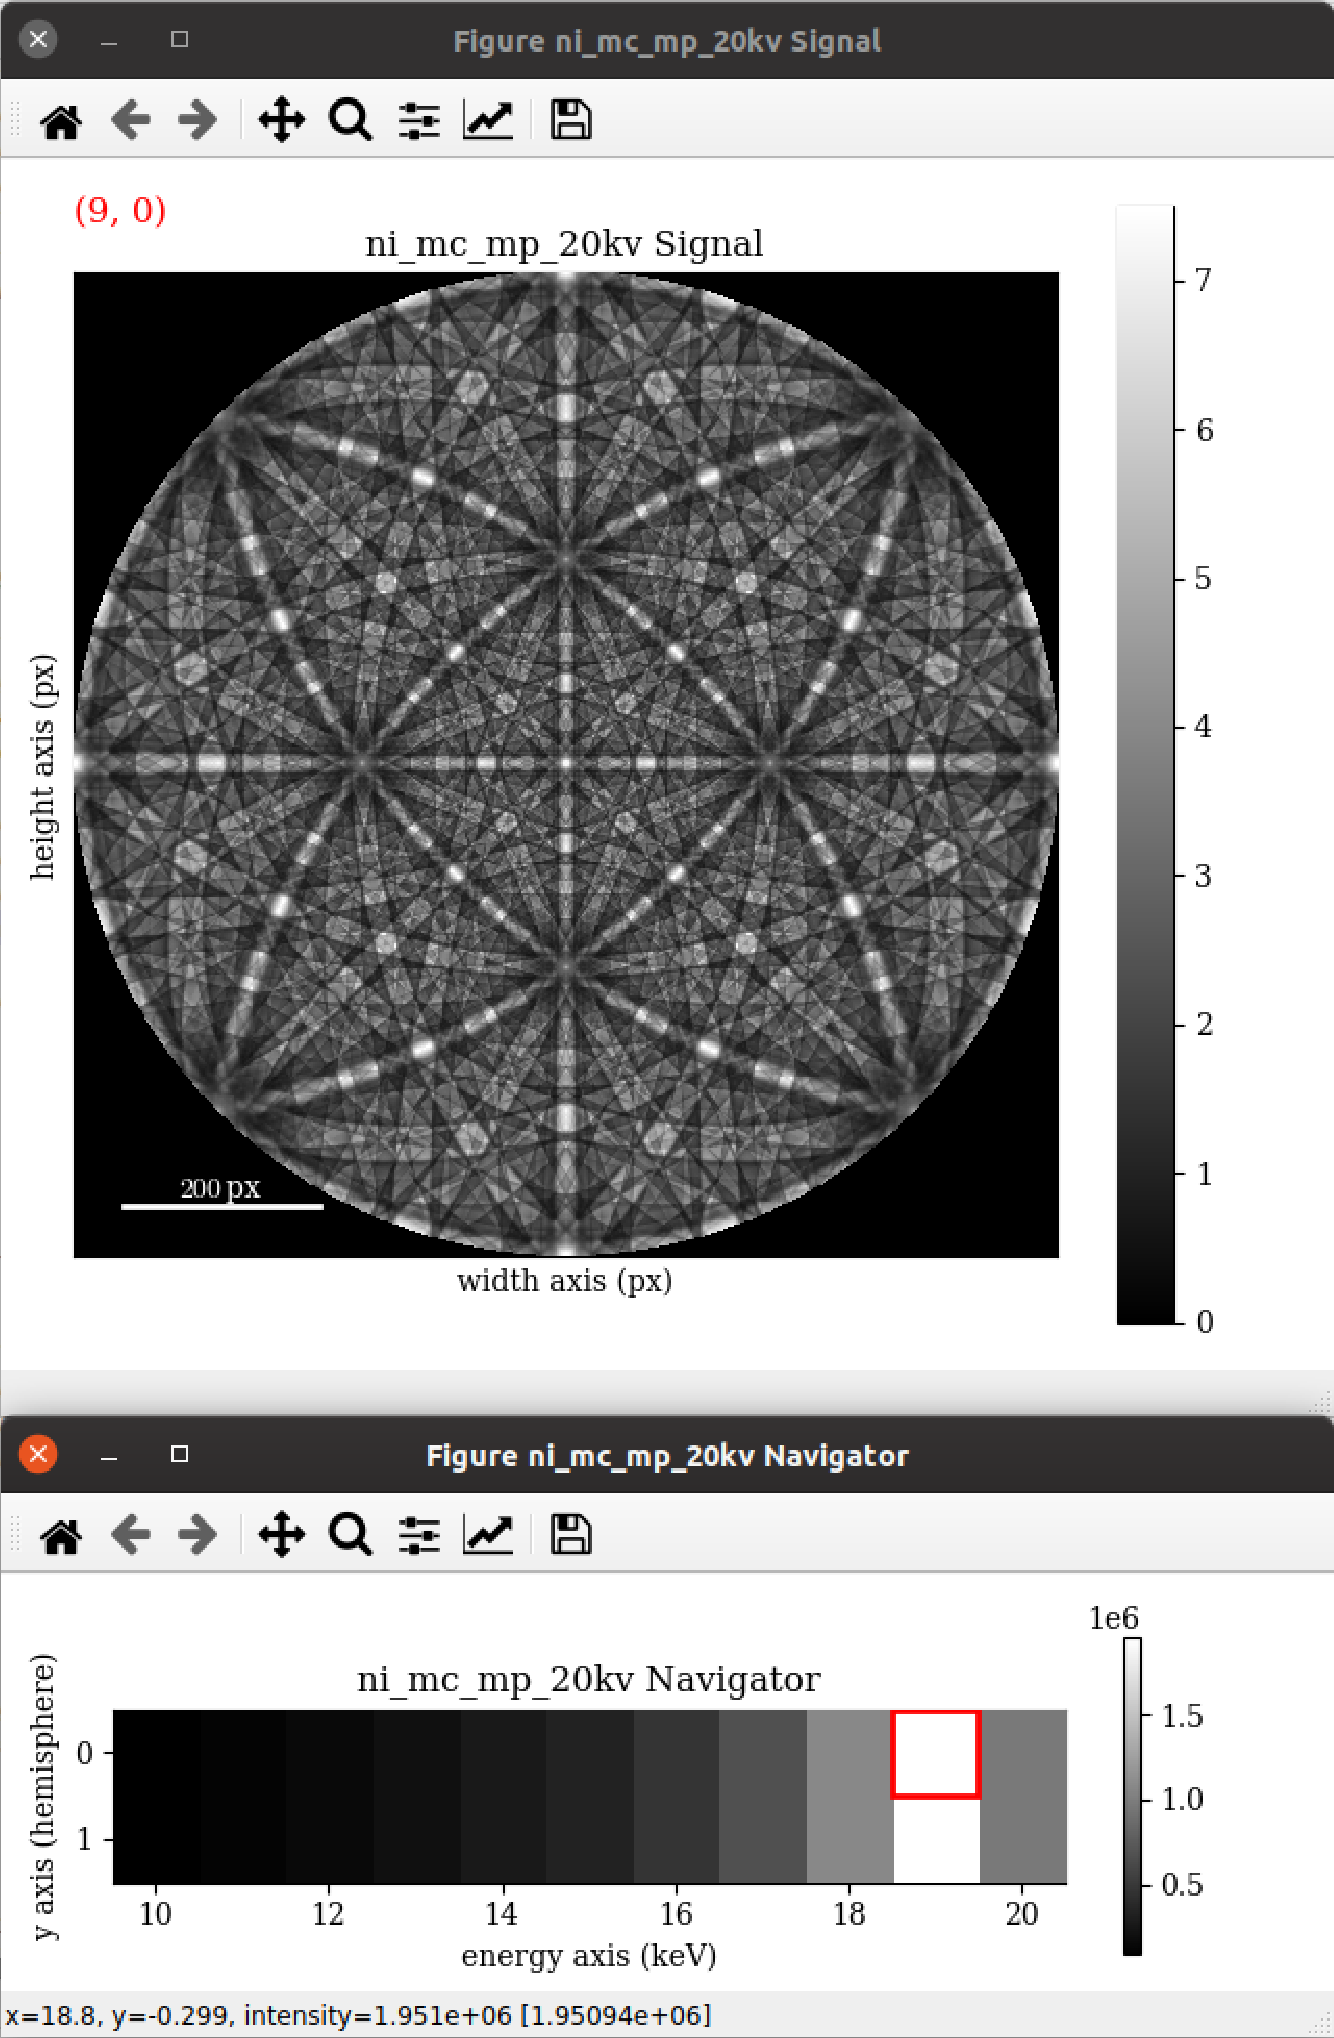 Figure ni_mc_mp_20kv Signal
(9, 0)
ni_mc_mp_20kv Signal
7
6
5
4
3
2
1
0
height axis (px)
200 px
width axis (px)
Figure ni_mc_mp_20kv Navigator
1e6
ni_mc_mp_20kv Navigator
1.5
1.0
0.5
y axis (hemisphere)
0
1
10 12 14 16 18 20
energy axis (keV)
x=18.8, y=-0.299, intensity=1.951e+06 [1.95094e+06]